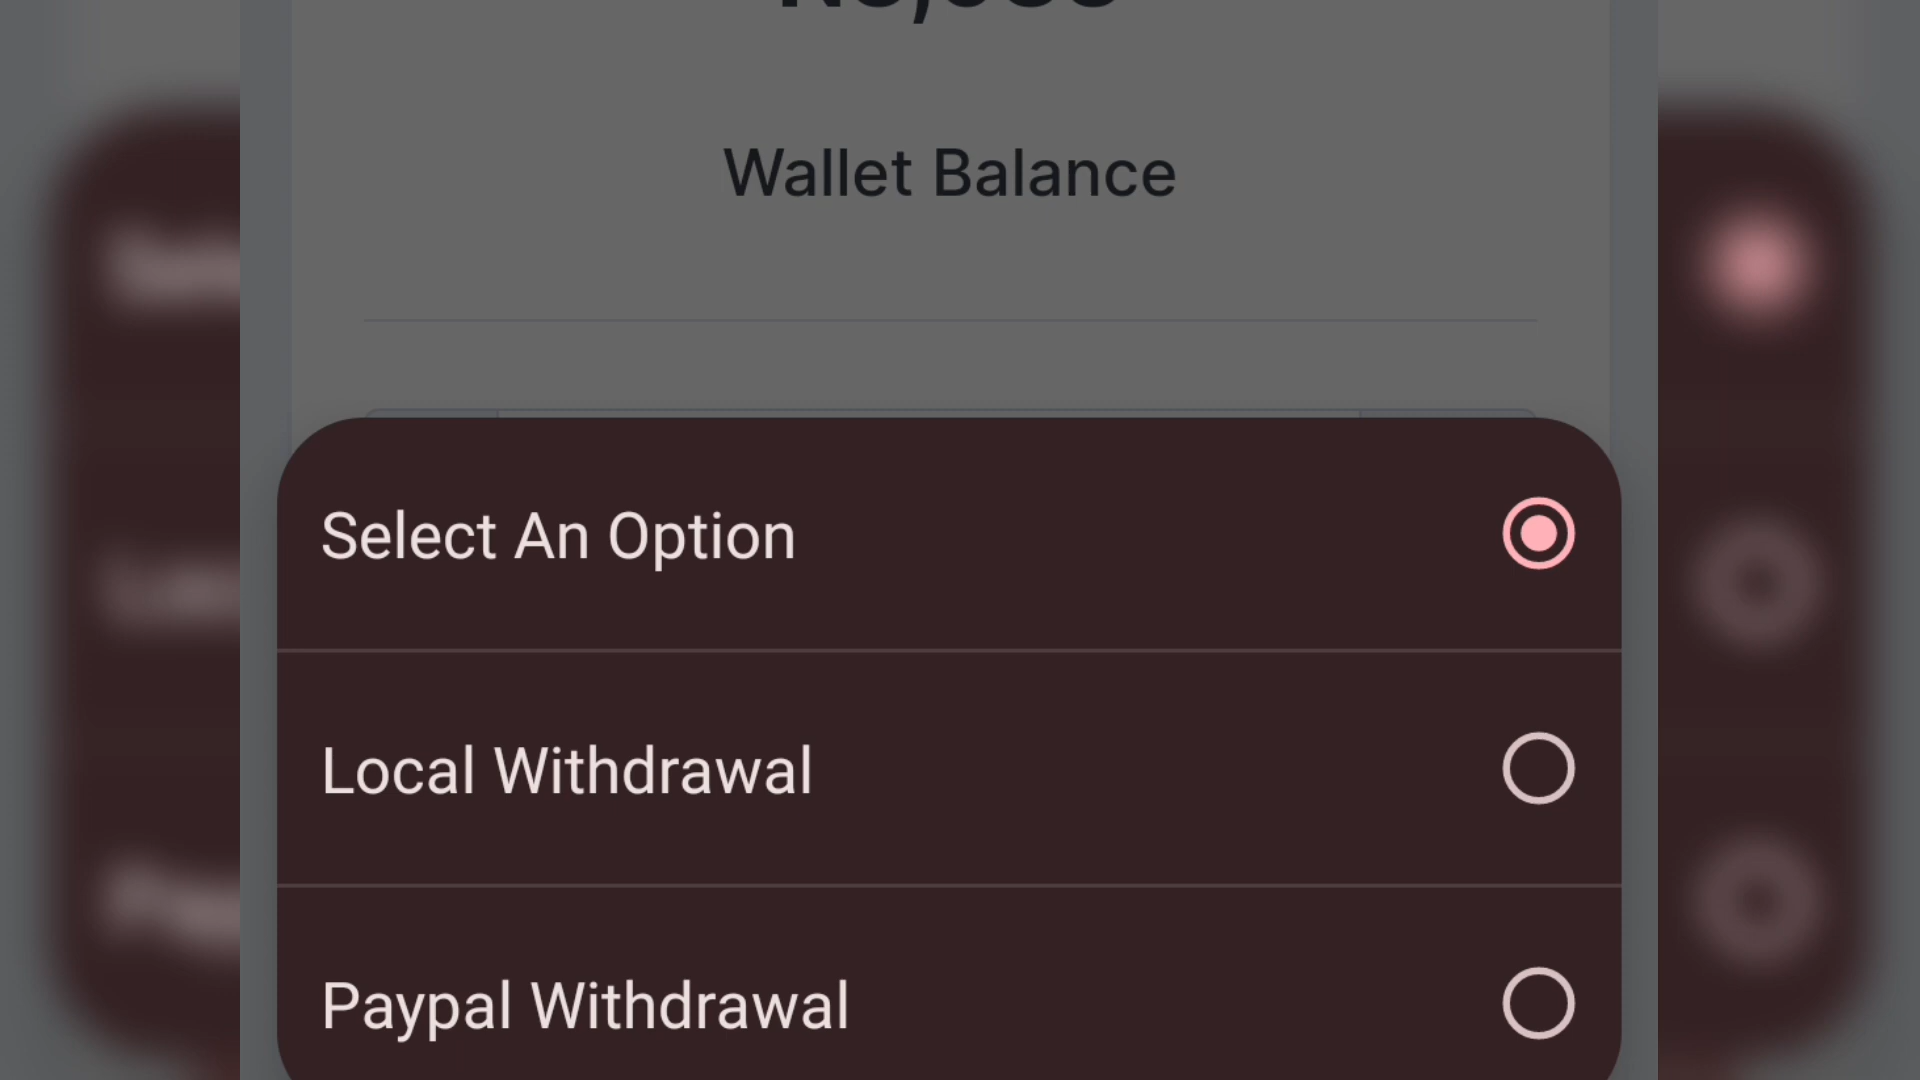 Wallet Balance
Select An Option
Local Withdrawal
Paypal Withdrawal